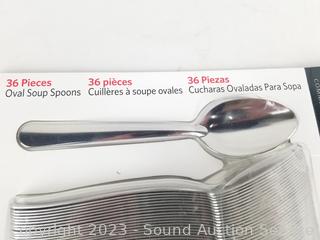 36 Pieces
Oval Soup Spoons
36 pièces
Cuillères à soupe ovales
36 Piezas
Cucharas Ovaladas Para Sopa
Copyright 2023 - Sound Auction Service